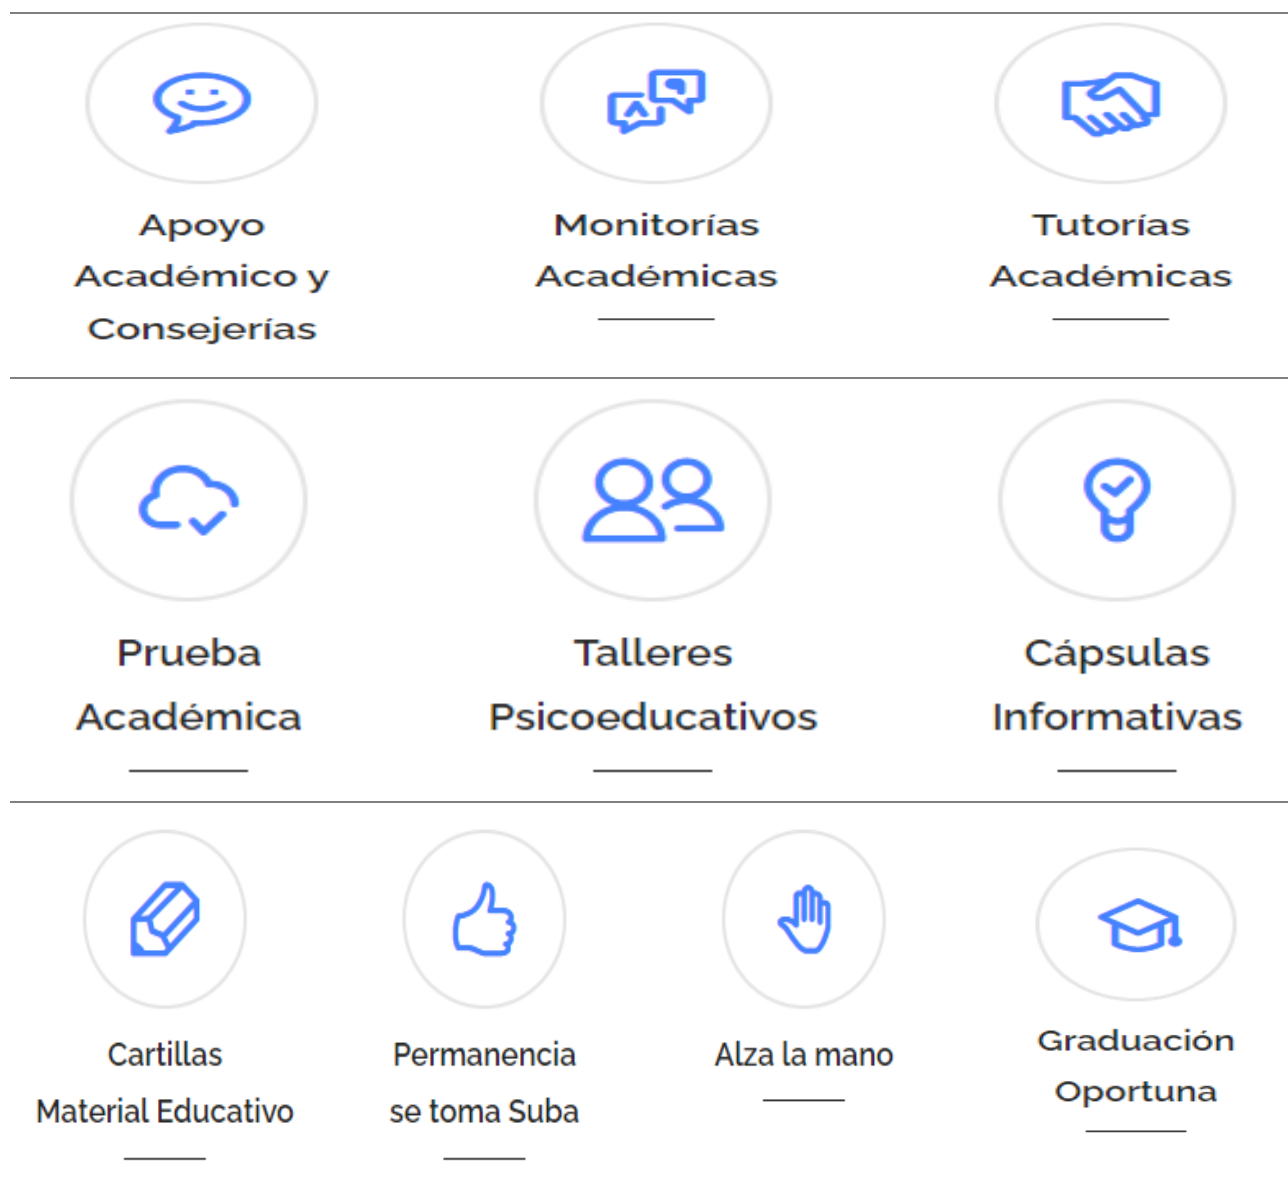 Apoyo
Académico y
Consejerías
Monitorías
Académicas
Tutorías
Académicas
Prueba
Académica
Talleres
Psicoeducativos
Cápsulas
Informativas
Cartillas
Material Educativo
Permanencia
se toma Suba
Alza la mano
Graduación
Oportuna